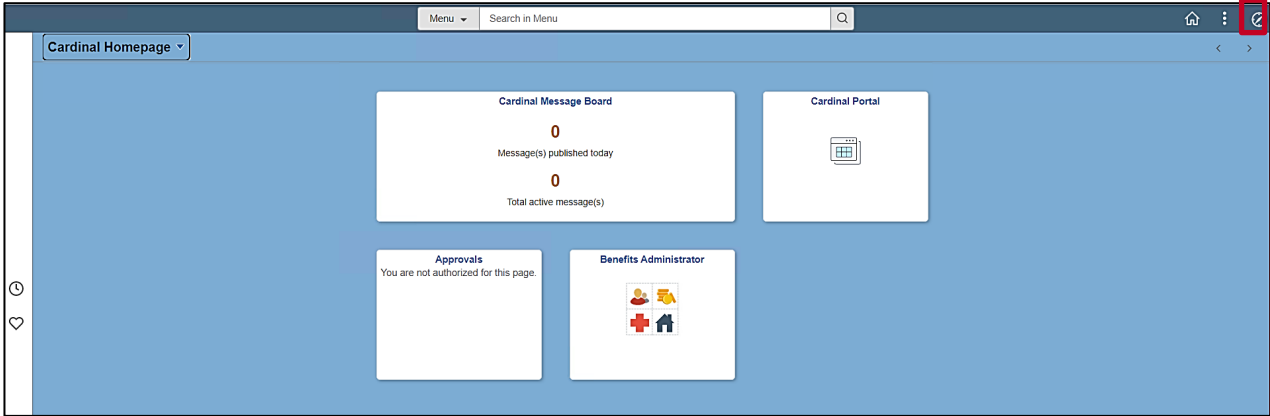 Menu
Search in Menu
Cardinal Homepage
Cardinal Message Board
0
Message(s) published today
0
Total active message(s)
Cardinal Portal
Approvals
You are not authorized for this page.
Benefits Administrator